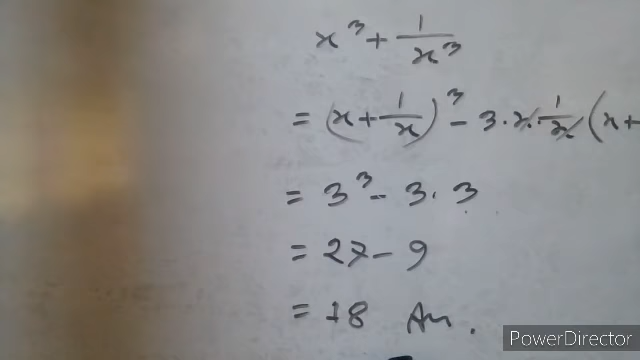 x³ + 1/x³
= (x + 1/x)³ - 3·x·1/x (x +
= 3³ - 3·3
= 27 - 9
= 18 Ans.
PowerDirector